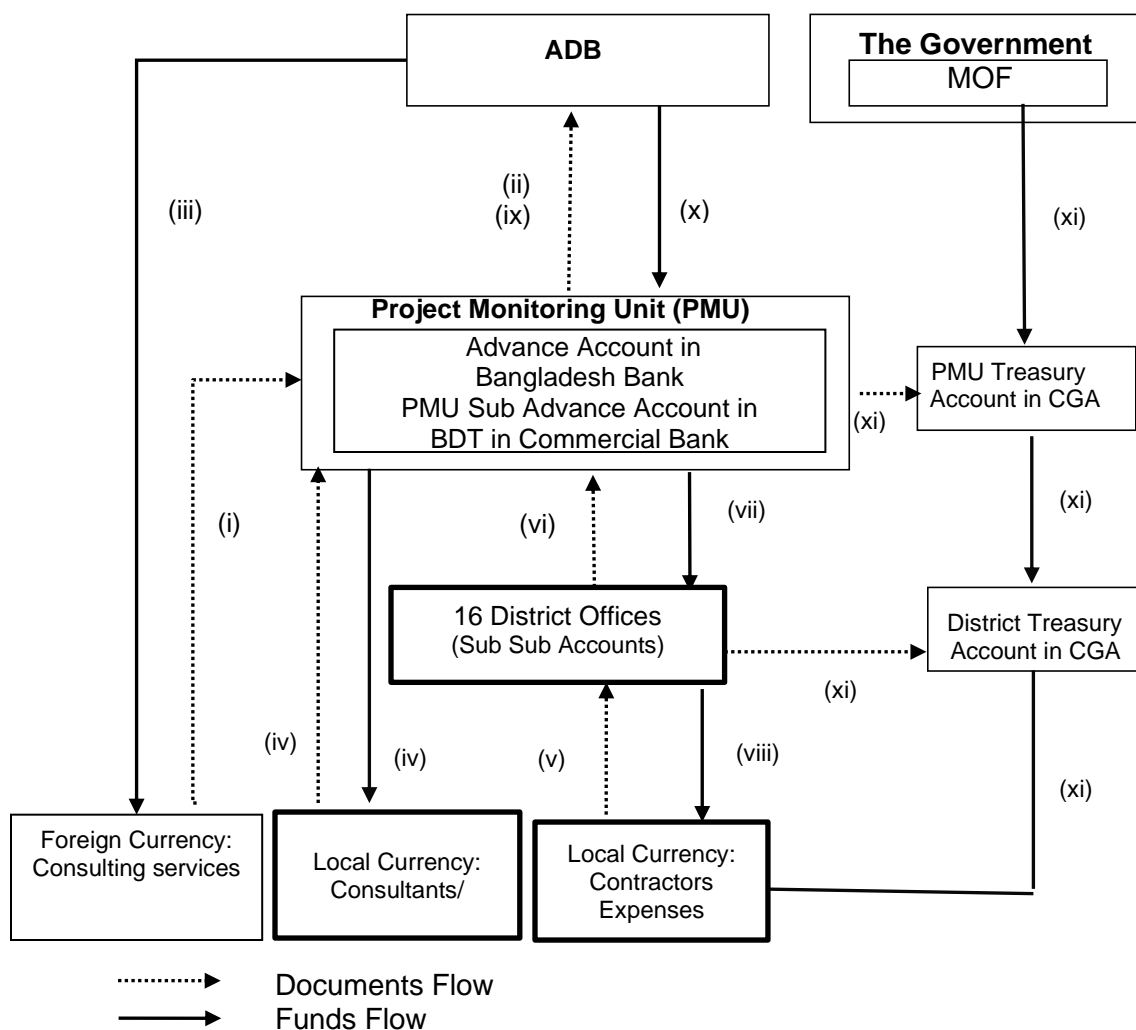 ADB
The Government
MOF
(ii)
(ix)
(iii)
(x)
(xi)
Project Monitoring Unit (PMU)
Advance Account in
Bangladesh Bank
PMU Sub Advance Account in
BDT in Commercial Bank
PMU Treasury
Account in CGA
(xi)
(i)
(vi)
(vii)
(xi)
16 District Offices
(Sub Sub Accounts)
District Treasury
Account in CGA
(xi)
(iv)
(iv)
(v)
(viii)
(xi)
Foreign Currency:
Consulting services
Local Currency:
Consultants/
Local Currency:
Contractors
Expenses
Documents Flow
Funds Flow